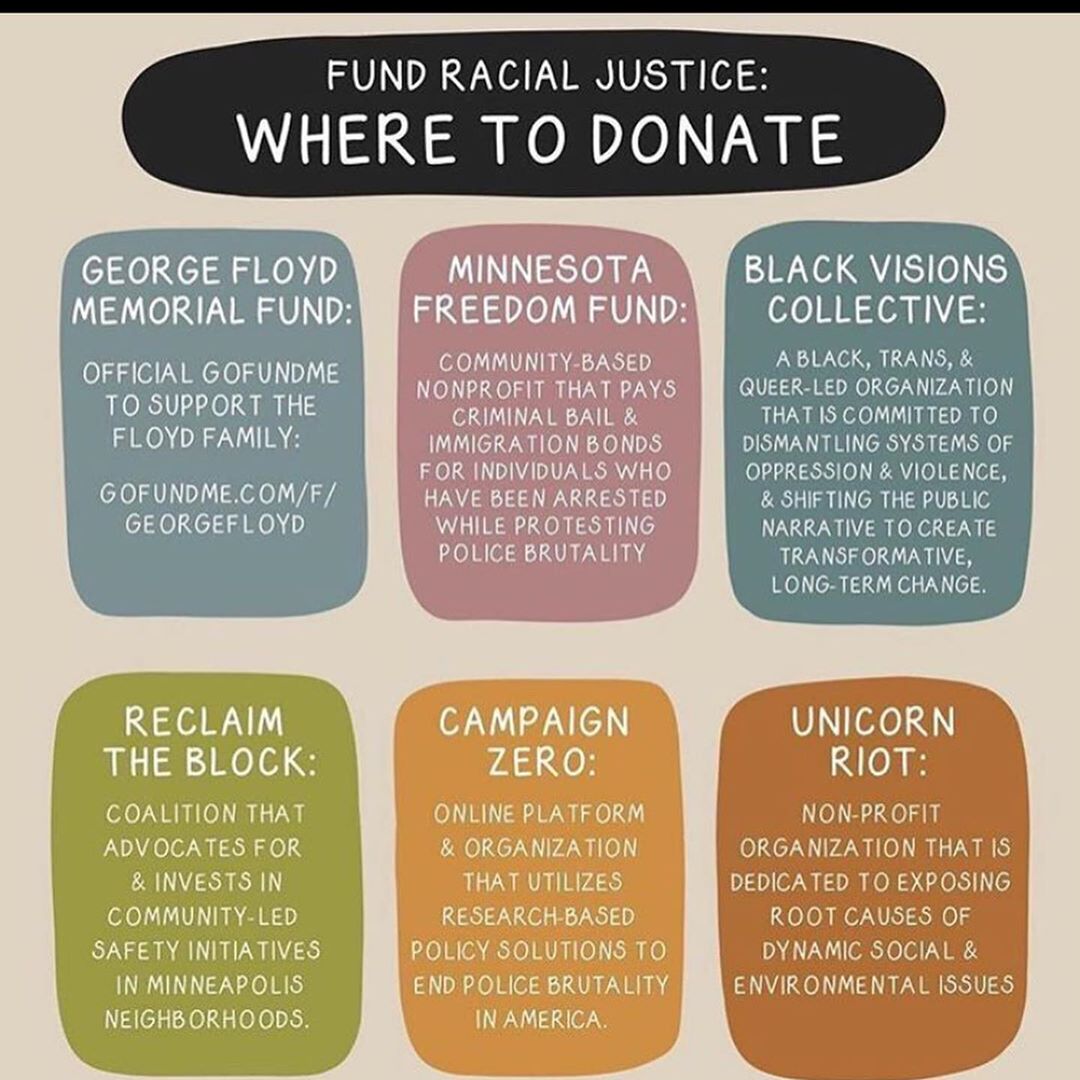 FUND RACIAL JUSTICE:
WHERE TO DONATE
GEORGE FLOYD
MEMORIAL FUND:
OFFICIAL GOFUNDME
TO SUPPORT THE
FLOYD FAMILY:
GOFUNDME.COM/F/
GEORGEFLOYD
MINNESOTA
FREEDOM FUND:
COMMUNITY-BASED
NONPROFIT THAT PAYS
CRIMINAL BAIL &
IMMIGRATION BONDS
FOR INDIVIDUALS WHO
HAVE BEEN ARRESTED
WHILE PROTESTING
POLICE BRUTALITY
BLACK VISIONS
COLLECTIVE:
A BLACK, TRANS, &
QUEER-LED ORGANIZATION
THAT IS COMMITTED TO
DISMANTLING SYSTEMS OF
OPPRESSION & VIOLENCE,
& SHIFTING THE PUBLIC
NARRATIVE TO CREATE
TRANSFORMATIVE,
LONG-TERM CHANGE.
RECLAIM
THE BLOCK:
COALITION THAT
ADVOCATES FOR
& INVESTS IN
COMMUNITY-LED
SAFETY INITIATIVES
IN MINNEAPOLIS
NEIGHBORHOODS.
CAMPAIGN
ZERO:
ONLINE PLATFORM
& ORGANIZATION
THAT UTILIZES
RESEARCH-BASED
POLICY SOLUTIONS TO
END POLICE BRUTALITY
IN AMERICA.
UNICORN
RIOT:
NON-PROFIT
ORGANIZATION THAT IS
DEDICATED TO EXPOSING
ROOT CAUSES OF
DYNAMIC SOCIAL &
ENVIRONMENTAL ISSUES